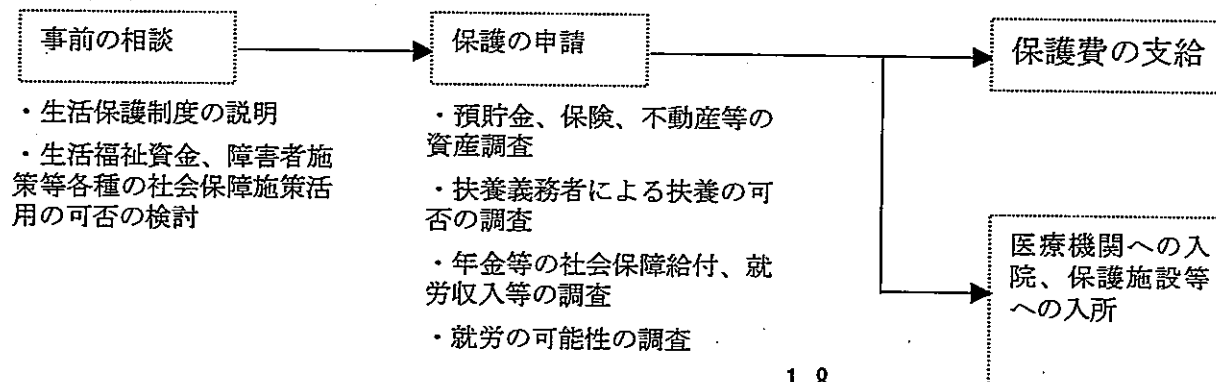 事前の相談
・生活保護制度の説明
・生活福祉資金、障害者施
策等各種の社会保障施策活
用の可否の検討
保護の申請
・預貯金、保険、不動産等の
資産調査
・扶養義務者による扶養の可
否の調査
・年金等の社会保障給付、就
労収入等の調査
・就労の可能性の調査
保護費の支給
医療機関への入
院、保護施設等
への入所
18